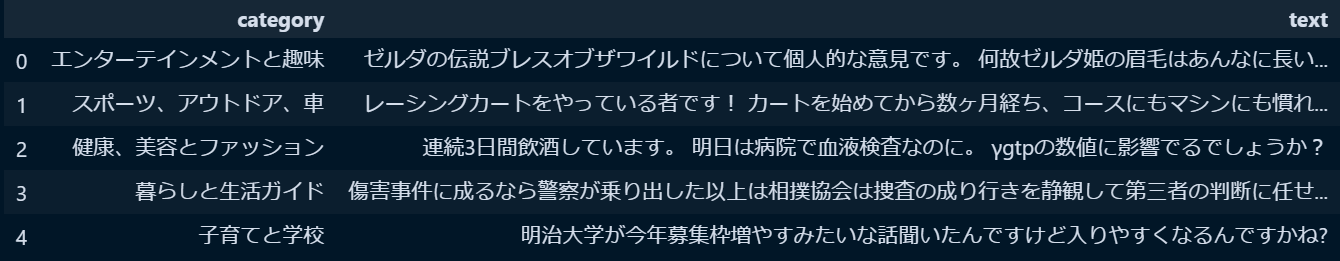 category text
0 エンターテインメントと趣味 ゼルダの伝説ブレスオブザワイルドについて個人的な意見です。 何故ゼルダ姫の眉毛はあんなに長い...
1 スポーツ、アウトドア、車 レーシングカートをやっている者です！ カートを始めてから数ヶ月経ち、コースにもマシンにも慣れ...
2 健康、美容とファッション 連続3日間飲酒しています。 明日は病院で血液検査なのに。 γgtpの数値に影響でるでしょうか？
3 暮らしと生活ガイド 傷害事件に成るなら警察が乗り出した以上は相撲協会は捜査の成り行きを静観して第三者の判断に任せ...
4 子育てと学校 明治大学が今年募集枠増やすみたいな話聞いたんですけど入りやすくなるんですかね?